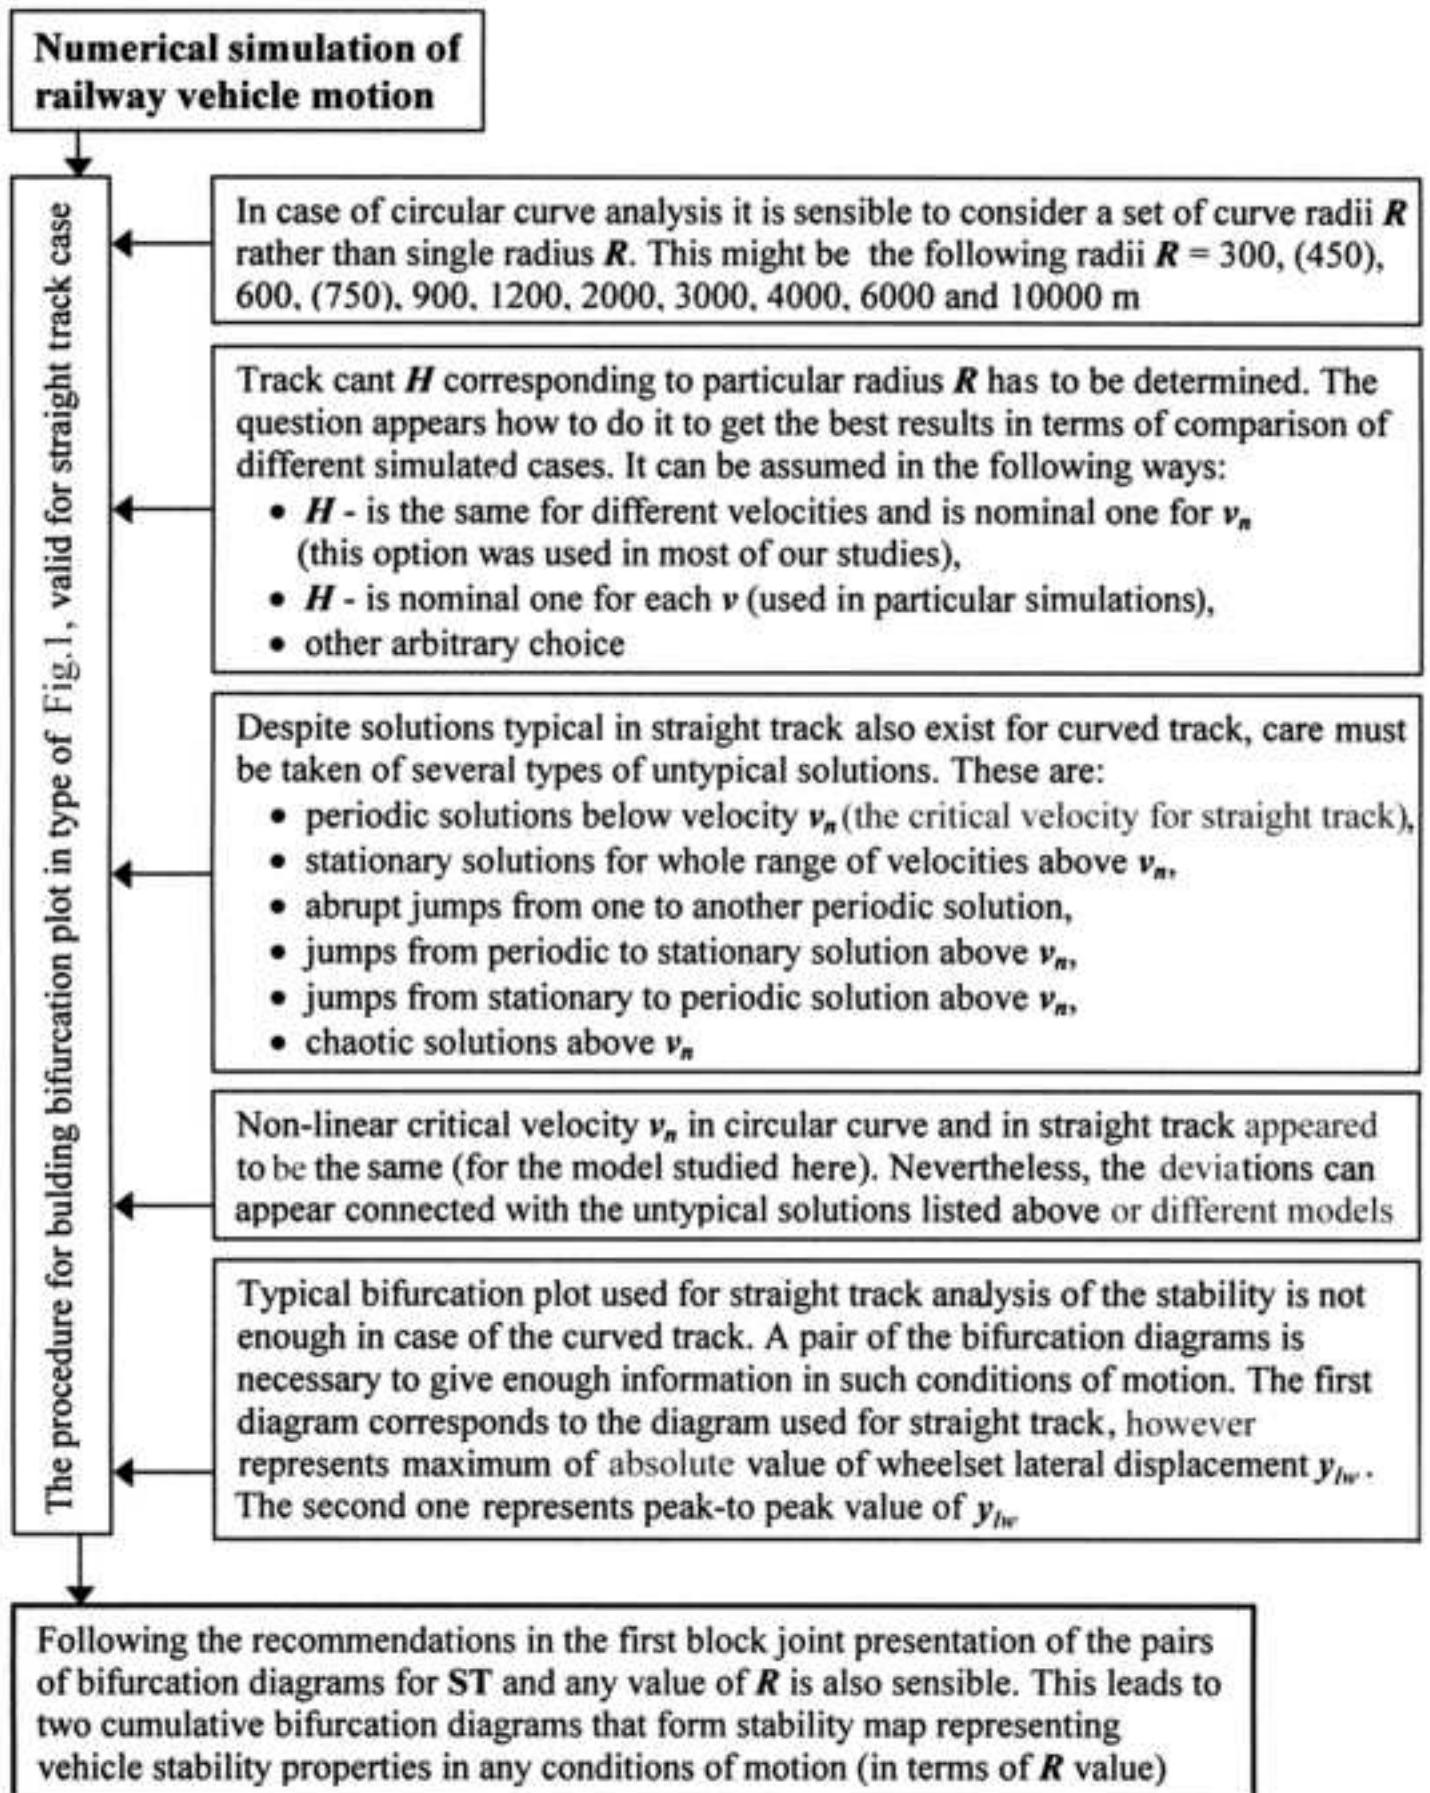 Numerical simulation of
railway vehicle motion
The procedure for bulding bifurcation plot in type of Fig.1, valid for straight track case
In case of circular curve analysis it is sensible to consider a set of curve radii R
rather than single radius R. This might be the following radii R = 300, (450),
600, (750), 900, 1200, 2000, 3000, 4000, 6000 and 10000 m
Track cant H corresponding to particular radius R has to be determined. The
question appears how to do it to get the best results in terms of comparison of
different simulated cases. It can be assumed in the following ways:
• H - is the same for different velocities and is nominal one for vn
(this option was used in most of our studies),
• H - is nominal one for each v (used in particular simulations),
• other arbitrary choice
Despite solutions typical in straight track also exist for curved track, care must
be taken of several types of untypical solutions. These are:
• periodic solutions below velocity vn (the critical velocity for straight track),
• stationary solutions for whole range of velocities above vn,
• abrupt jumps from one to another periodic solution,
• jumps from periodic to stationary solution above vn,
• jumps from stationary to periodic solution above vn,
• chaotic solutions above vn
Non-linear critical velocity vn in circular curve and in straight track appeared
to be the same (for the model studied here). Nevertheless, the deviations can
appear connected with the untypical solutions listed above or different models
Typical bifurcation plot used for straight track analysis of the stability is not
enough in case of the curved track. A pair of the bifurcation diagrams is
necessary to give enough information in such conditions of motion. The first
diagram corresponds to the diagram used for straight track, however
represents maximum of absolute value of wheelset lateral displacement ylw.
The second one represents peak-to peak value of ylw
Following the recommendations in the first block joint presentation of the pairs
of bifurcation diagrams for ST and any value of R is also sensible. This leads to
two cumulative bifurcation diagrams that form stability map representing
vehicle stability properties in any conditions of motion (in terms of R value)